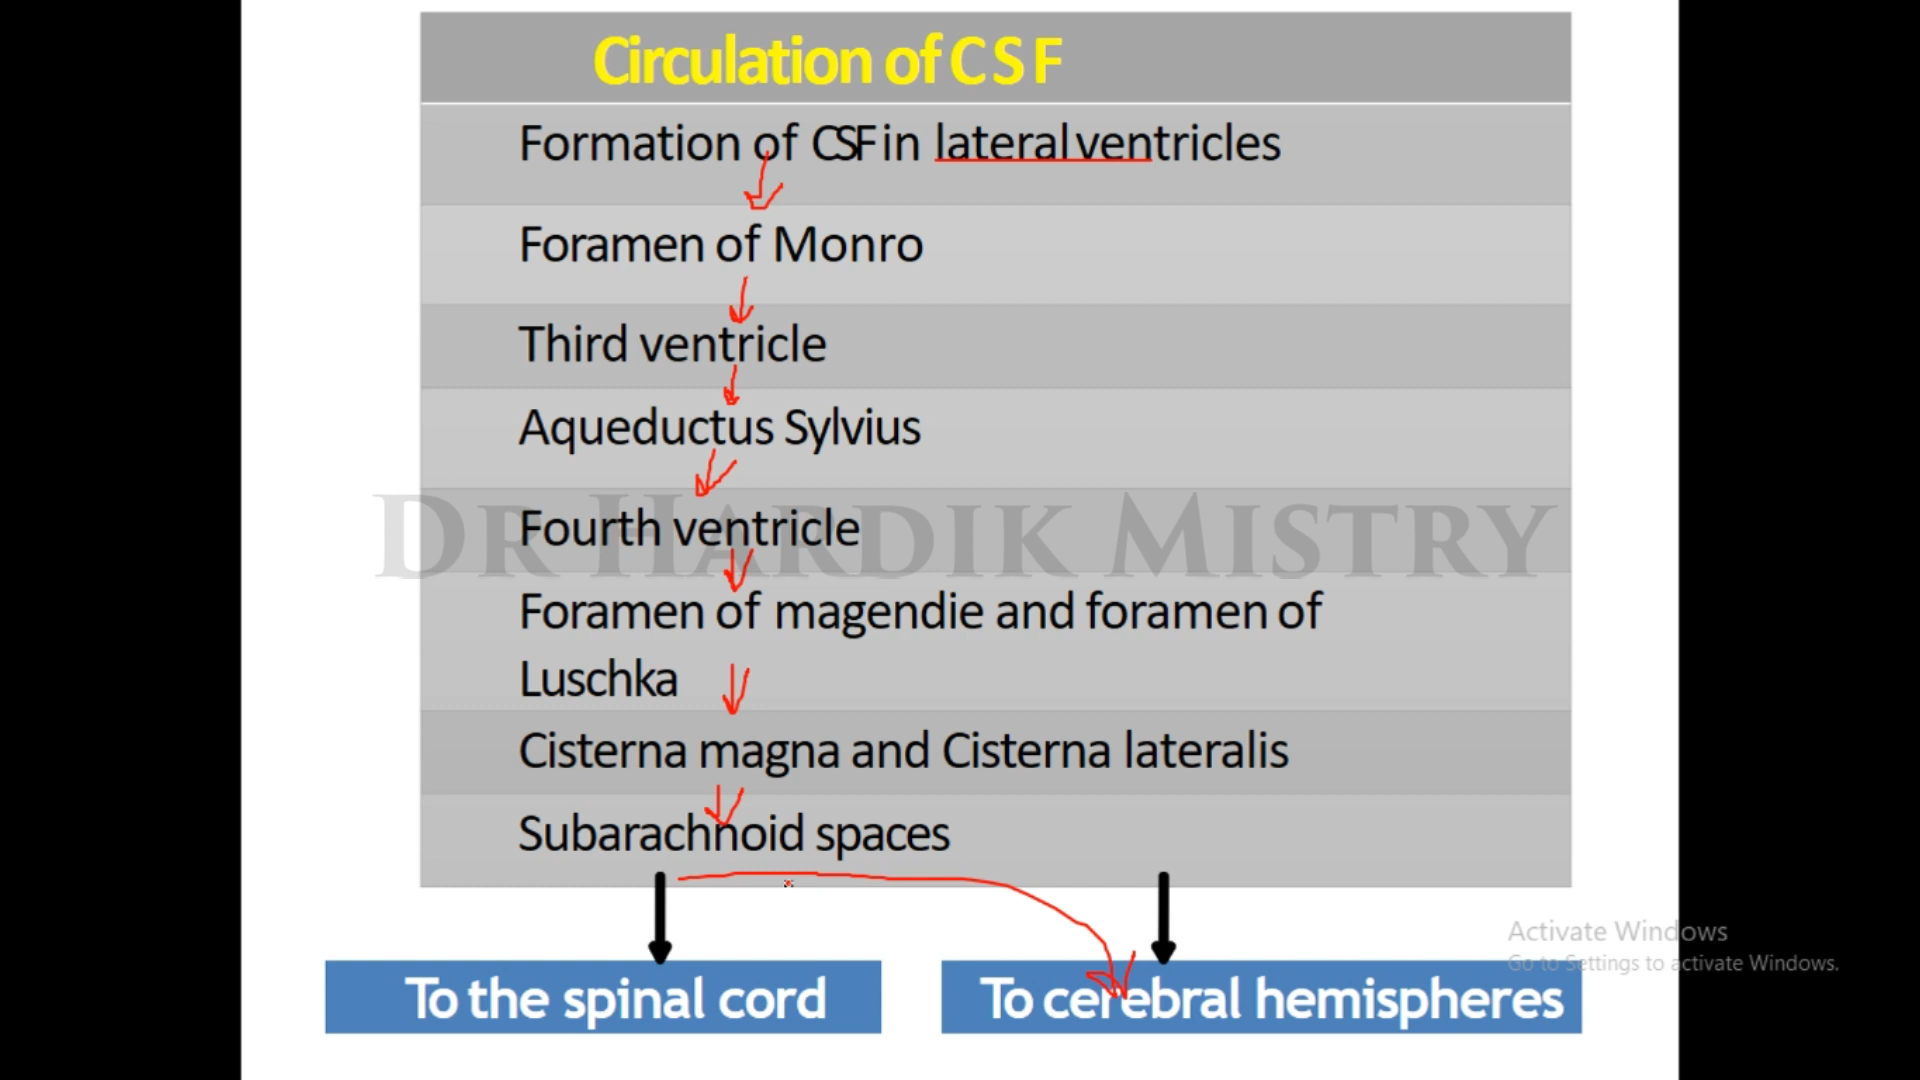 Circulation of CSF
Formation of CSF in lateral ventricles
Foramen of Monro
Third ventricle
Aqueductus Sylvius
Fourth ventricle
DR HARDIK MISTRY
Foramen of magendie and foramen of
Luschka
Cisterna magna and Cisterna lateralis
Subarachnoid spaces
To the spinal cord
To cerebral hemispheres
Activate Windows
Go to Settings to activate Windows.